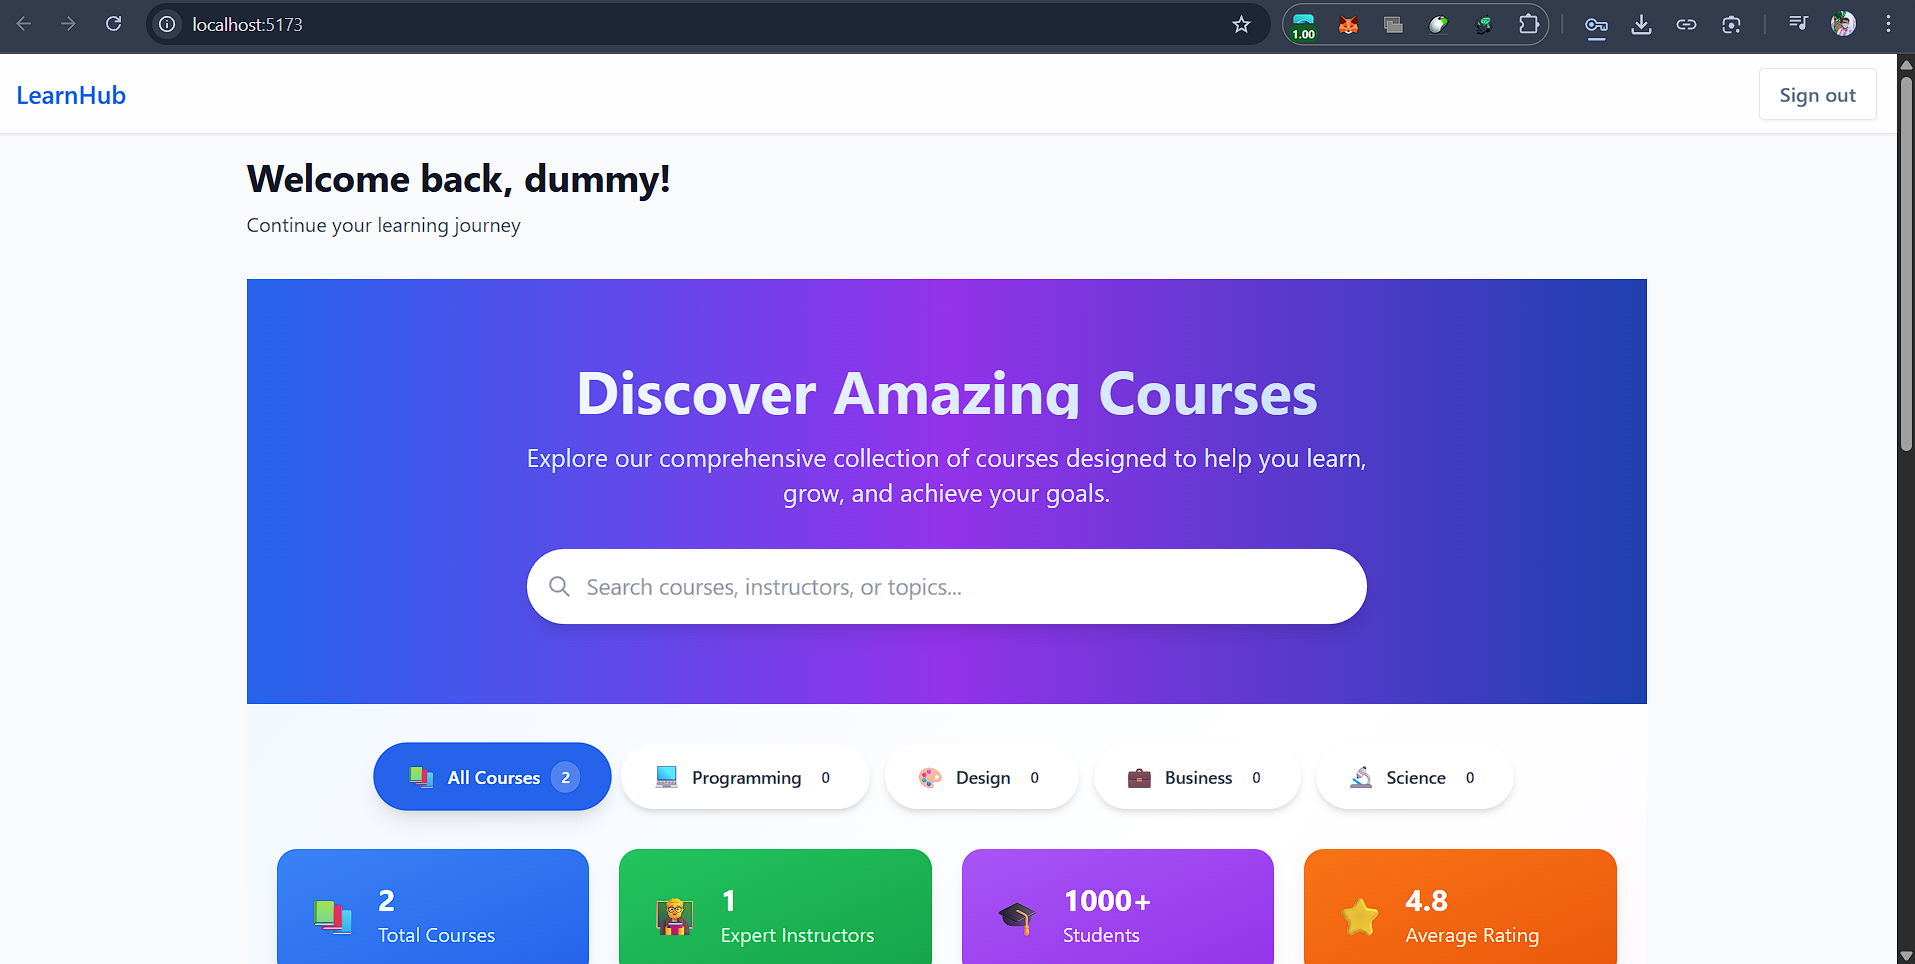 localhost:5173
1.00
LearnHub
Sign out
Welcome back, dummy!
Continue your learning journey
Discover Amazing Courses
Explore our comprehensive collection of courses designed to help you learn,
grow, and achieve your goals.
Search courses, instructors, or topics...
All Courses 2
Programming 0
Design 0
Business 0
Science 0
2
Total Courses
1
Expert Instructors
1000+
Students
4.8
Average Rating